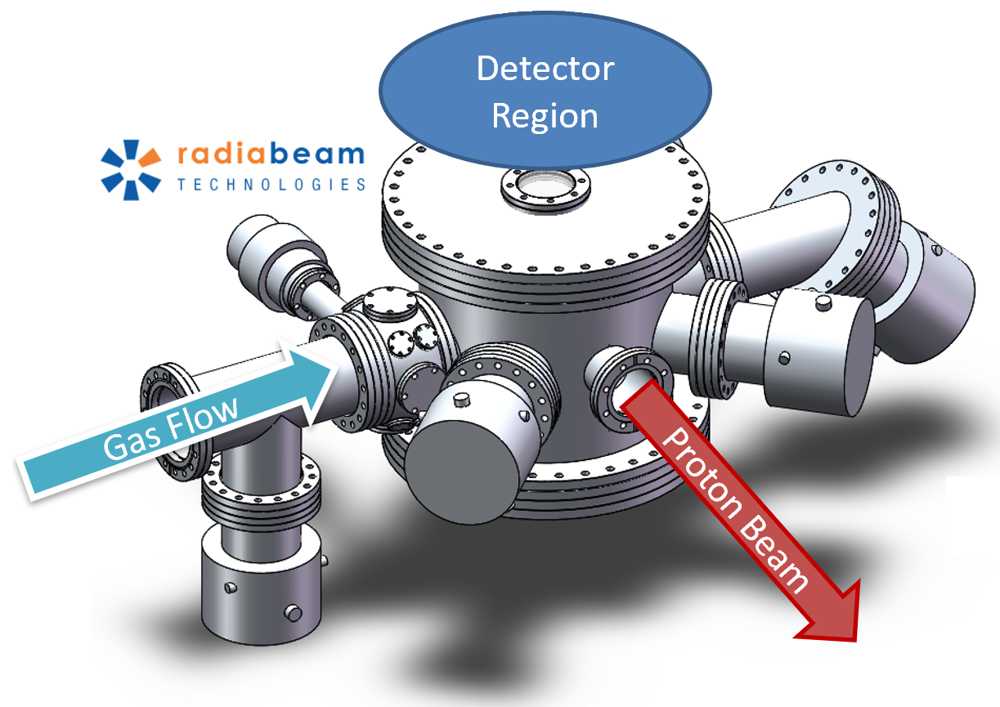 Detector
Region
radiabeam
TECHNOLOGIES
Gas Flow
Proton Beam